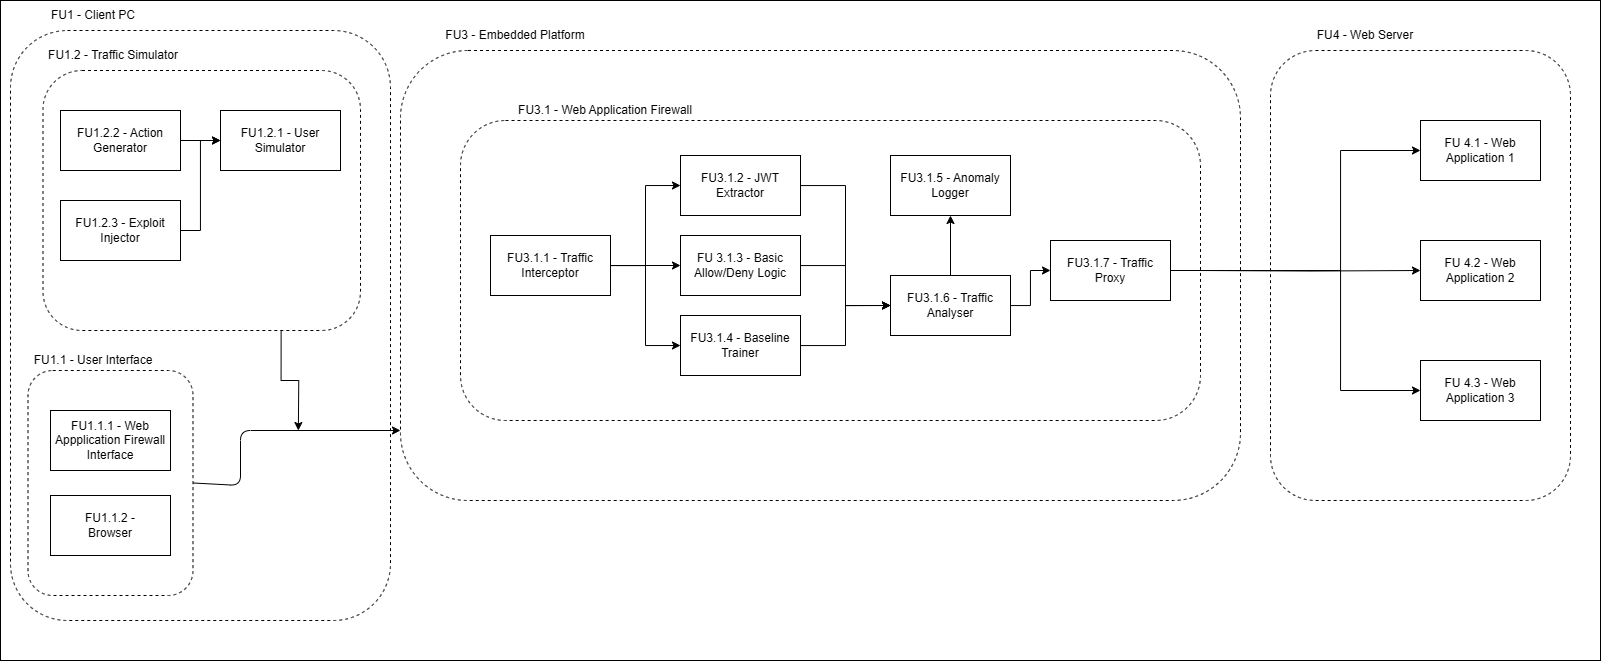 FU1 - Client PC
FU1.2 - Traffic Simulator
FU1.2.2 - Action
Generator
FU1.2.1 - User
Simulator
FU1.2.3 - Exploit
Injector
FU1.1 - User Interface
FU1.1.1 - Web
Appplication Firewall
Interface
FU1.1.2 -
Browser
FU3 - Embedded Platform
FU3.1 - Web Application Firewall
FU3.1.1 - Traffic
Interceptor
FU3.1.2 - JWT
Extractor
FU 3.1.3 - Basic
Allow/Deny Logic
FU3.1.4 - Baseline
Trainer
FU3.1.5 - Anomaly
Logger
FU3.1.6 - Traffic
Analyser
FU3.1.7 - Traffic
Proxy
FU4 - Web Server
FU 4.1 - Web
Application 1
FU 4.2 - Web
Application 2
FU 4.3 - Web
Application 3